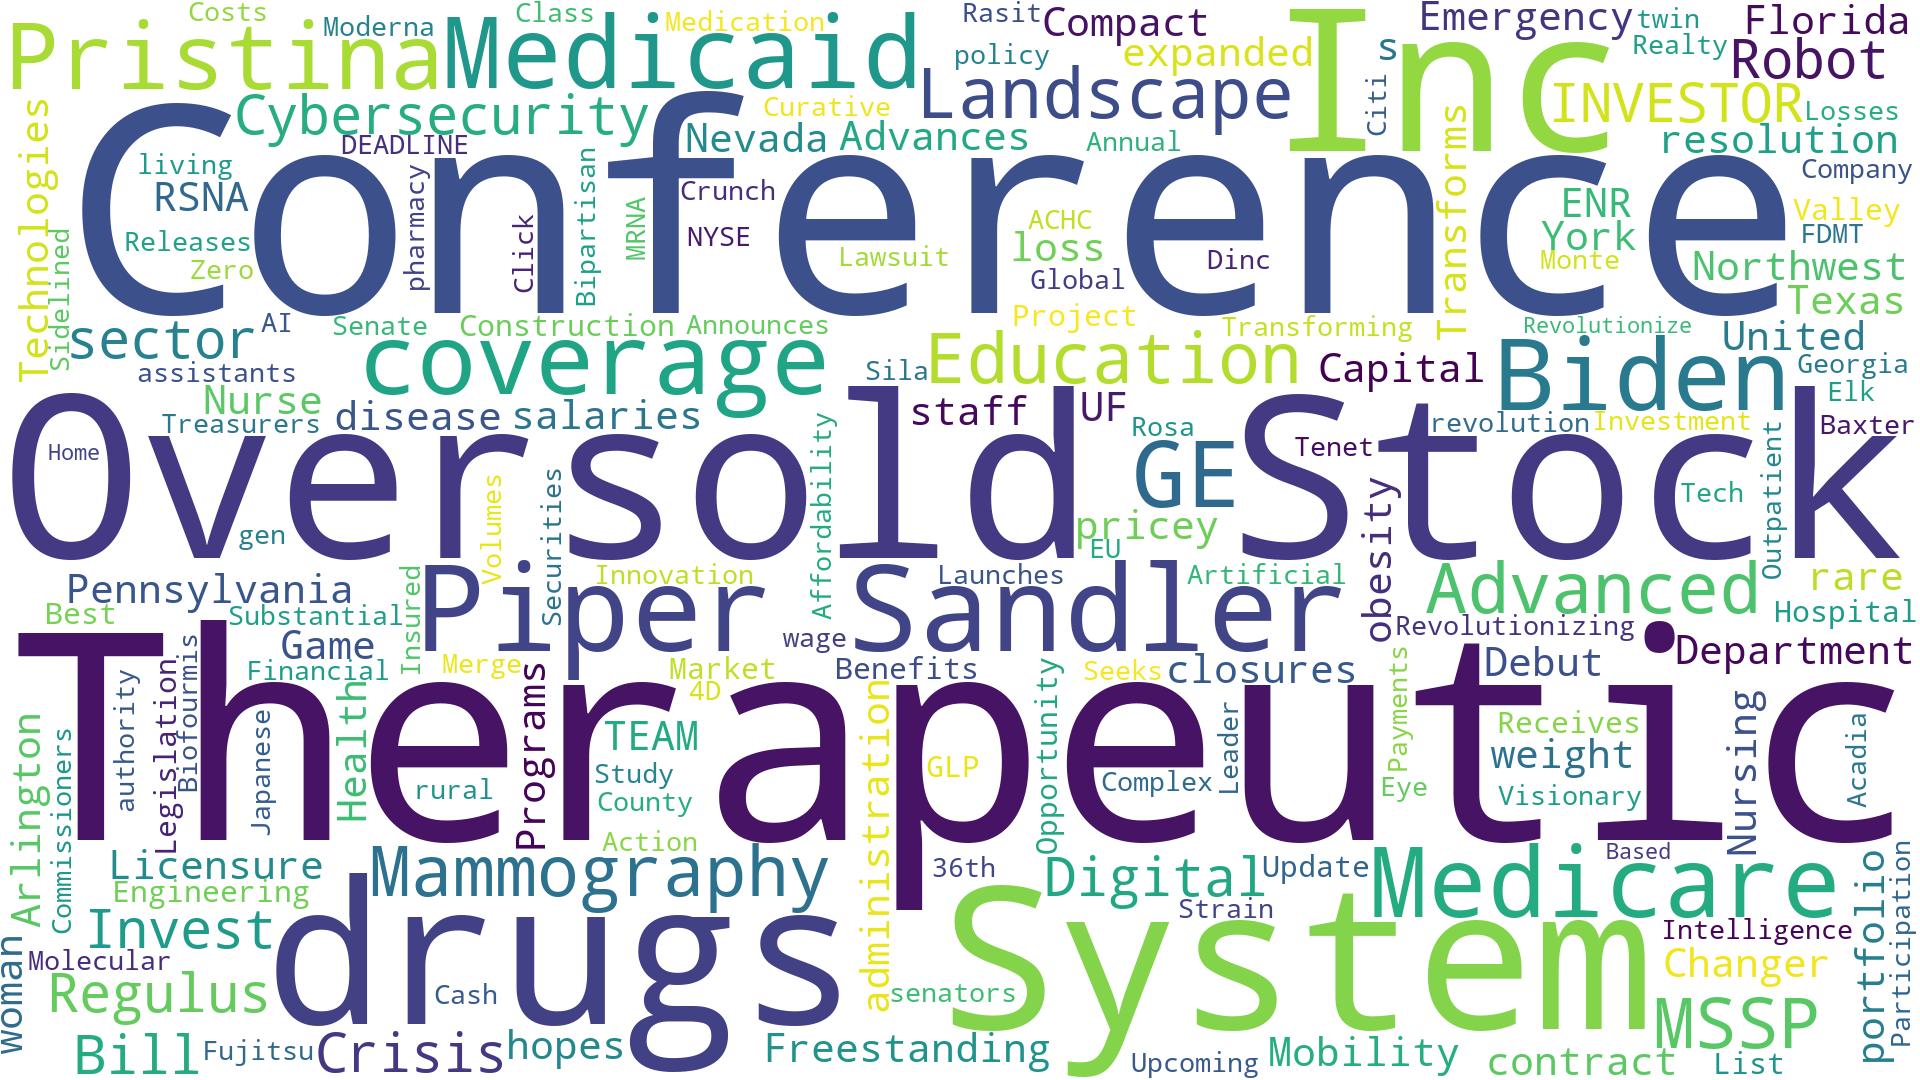 Costs
Moderna
Class
Medication
Rasit
Compact
Emergency
twin
Florida
Pristina
Medicaid
policy
expanded
Inc
s
Realty
Robot
Cybersecurity
Curative
Landscape
Citi
INVESTOR
Losses
DEADLINE
Nevada
Advances
Annual
resolution
Technologies
living
RSNA
pharmacy
Bipartisan
Crunch
Conference
Transforms
Company
ENR
Valley
Releases
Zero
Click
MRNA
NYSE
Lawsuit
ACHC
loss
Global
Dinc
York
Monte
FDMT
Northwest
Texas
Sidelined
sector
AI
Senate
Construction
Announces
Project
Transforming
Revolutionize
United
assistants
coverage
Sila
Education
Capital
Biden
Georgia
Elk
Nurse
Treasurers
disease
salaries
staff
UF
Rosa
revolution
Investment
Baxter
Home
Oversold
Stock
Tenet
GE
Tech
Outpatient
gen
Volumes
Securities
Affordability
pricey
EU
obesity
Pennsylvania
Innovation
Launches
Artificial
Advanced
rare
Best
Substantial
Insured
Piper
Sandler
Hospital
Game
wage
Revolutionizing
Financial
Merge
Market
Benefits
Seeks
closures
Debut
Department
authority
Legislation
Biofourmis
Health
Programs
4D
Therapeutic
Opportunity
Payments
Receives
Nursing
Arlington
Commissioners
Japanese
TEAM
administration
GLP
Leader
weight
Acadia
rural
Study
County
Complex
Eye
Visionary
Action
Licensure
Mammography
36th
Digital
Update
Medicare
Based
portfolio
Participation
Engineering
Invest
drugs
Strain
System
Intelligence
woman
Molecular
Changer
Regulus
Cash
senators
MSSP
Bill
Fujitsu
Crisis
hopes
Freestanding
Upcoming
Mobility
contract
List